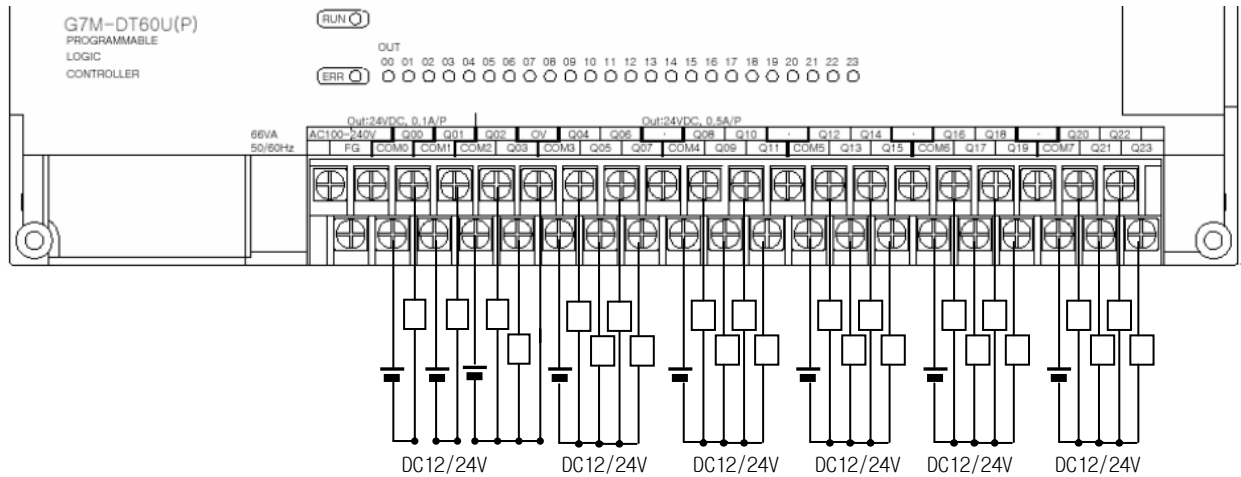 G7M-DT60U(P)
PROGRAMMABLE
LOGIC
CONTROLLER
RUN
ERR
OUT
00 01 02 03 04 05 06 07 08 09 10 11 12 13 14 15 16 17 18 19 20 21 22 23
Out:24VDC, 0.1A/P Out:24VDC, 0.5A/P
66VA AC100-240V Q00 Q01 Q02 0V Q04 Q06 · Q08 Q10 · Q12 Q14 · Q16 Q18 · Q20 Q22
50/60Hz FG COM0 COM1 COM2 Q03 COM3 Q05 Q07 COM4 Q09 Q11 COM5 Q13 Q15 COM6 Q17 Q19 COM7 Q21 Q23
DC12/24V DC12/24V DC12/24V DC12/24V DC12/24V DC12/24V